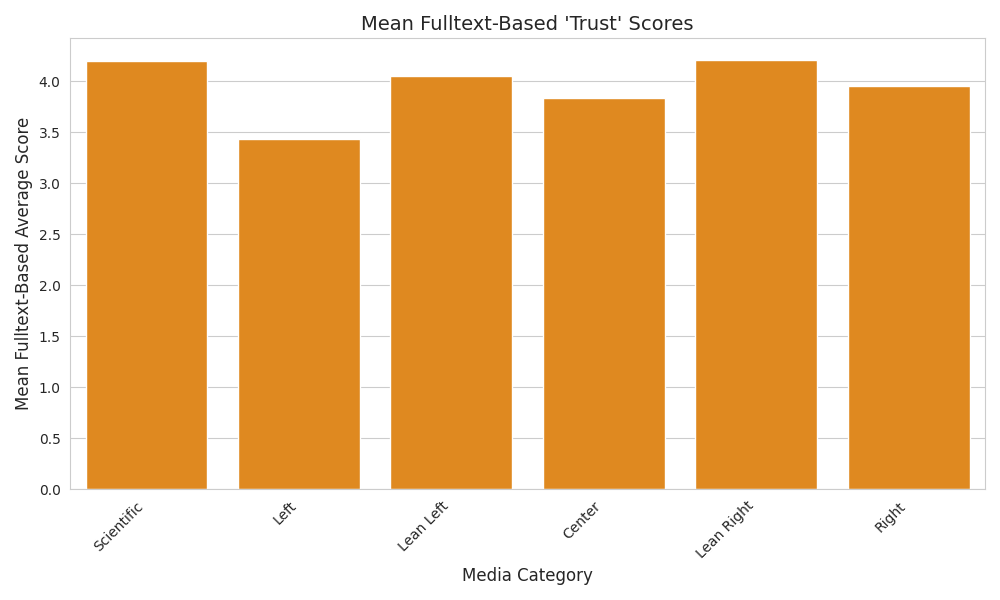 Mean Fulltext-Based 'Trust' Scores
Mean Fulltext-Based Average Score
4.0
3.5
3.0
2.5
2.0
1.5
1.0
0.5
0.0
Scientific
Left
Lean Left
Center
Lean Right
Right
Media Category